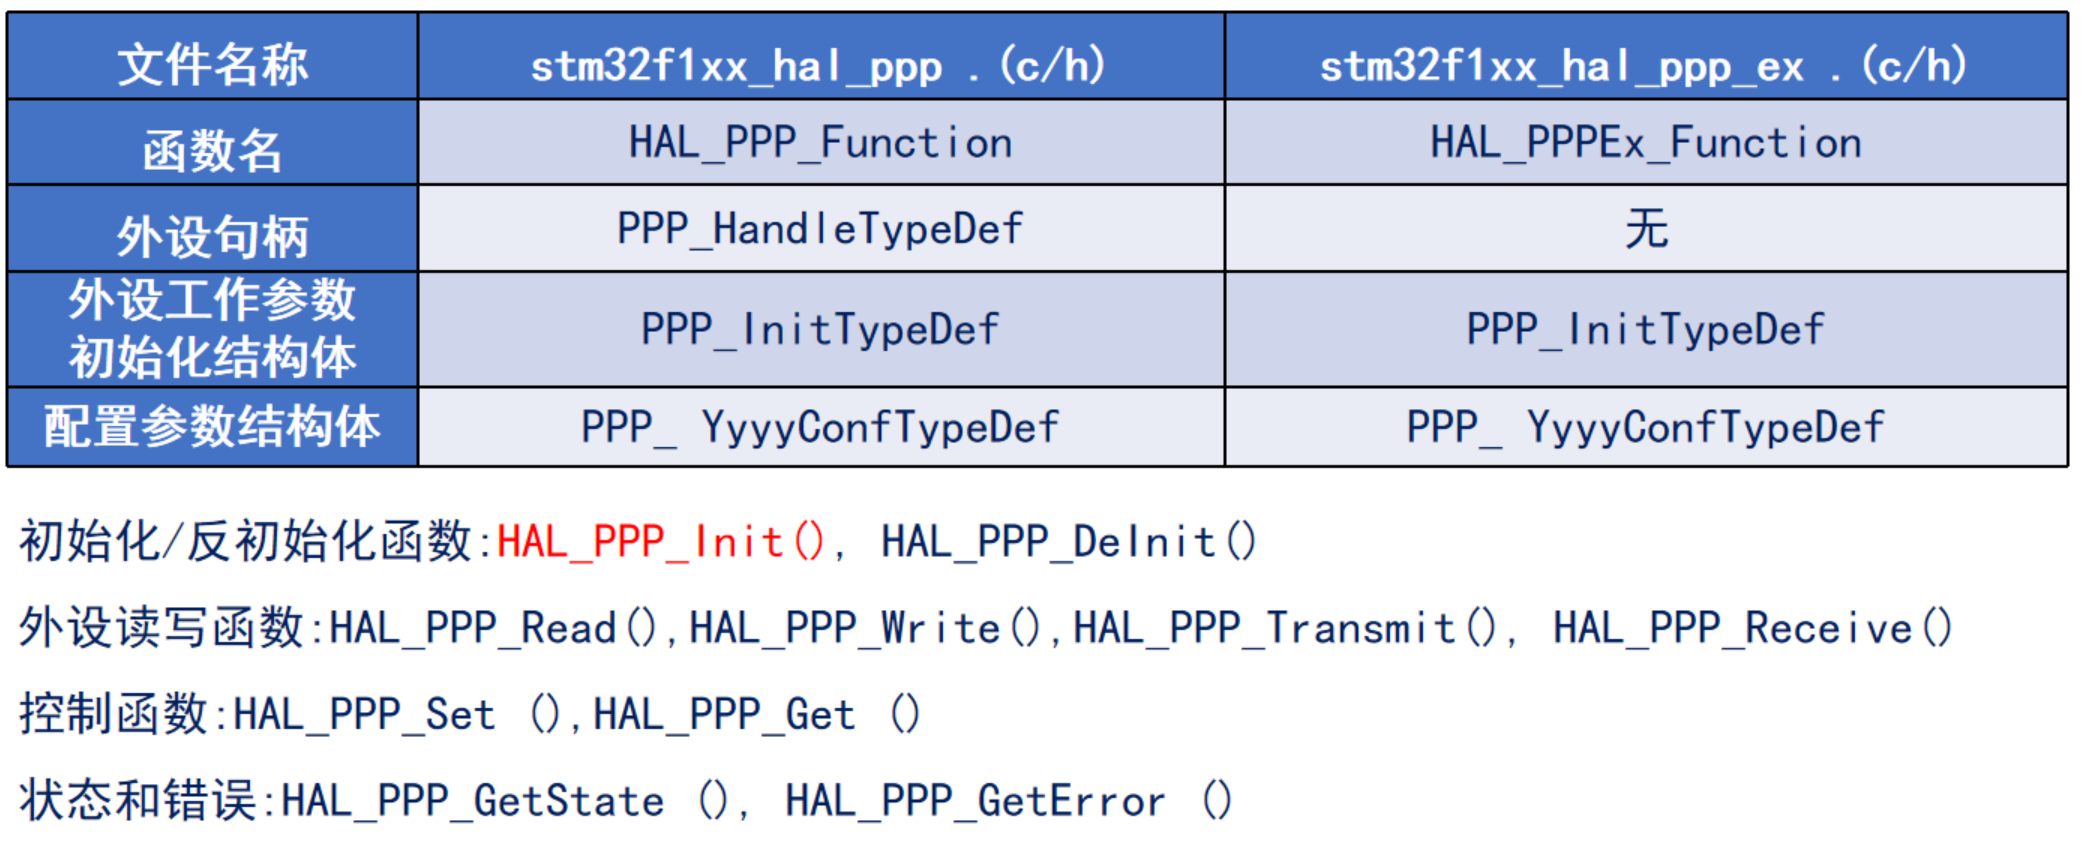 文件名称 stm32f1xx_hal_ppp .(c/h) stm32f1xx_hal_ppp_ex .(c/h)
函数名 HAL_PPP_Function HAL_PPPEx_Function
外设句柄 PPP_HandleTypeDef 无
外设工作参数
初始化结构体 PPP_InitTypeDef PPP_InitTypeDef
配置参数结构体 PPP_ YyyyConfTypeDef PPP_ YyyyConfTypeDef
初始化/反初始化函数:HAL_PPP_Init(), HAL_PPP_DeInit()
外设读写函数:HAL_PPP_Read(),HAL_PPP_Write(),HAL_PPP_Transmit(), HAL_PPP_Receive()
控制函数:HAL_PPP_Set (),HAL_PPP_Get ()
状态和错误:HAL_PPP_GetState (), HAL_PPP_GetError ()